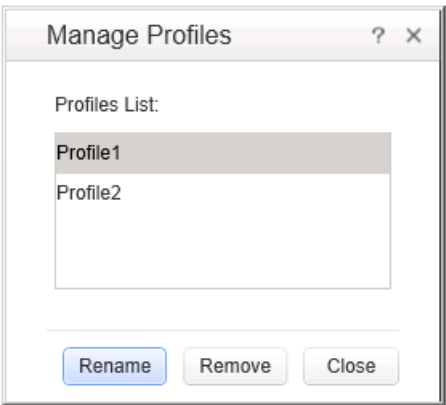 Manage Profiles ? ×
Profiles List:
Profile1
Profile2
Rename Remove Close